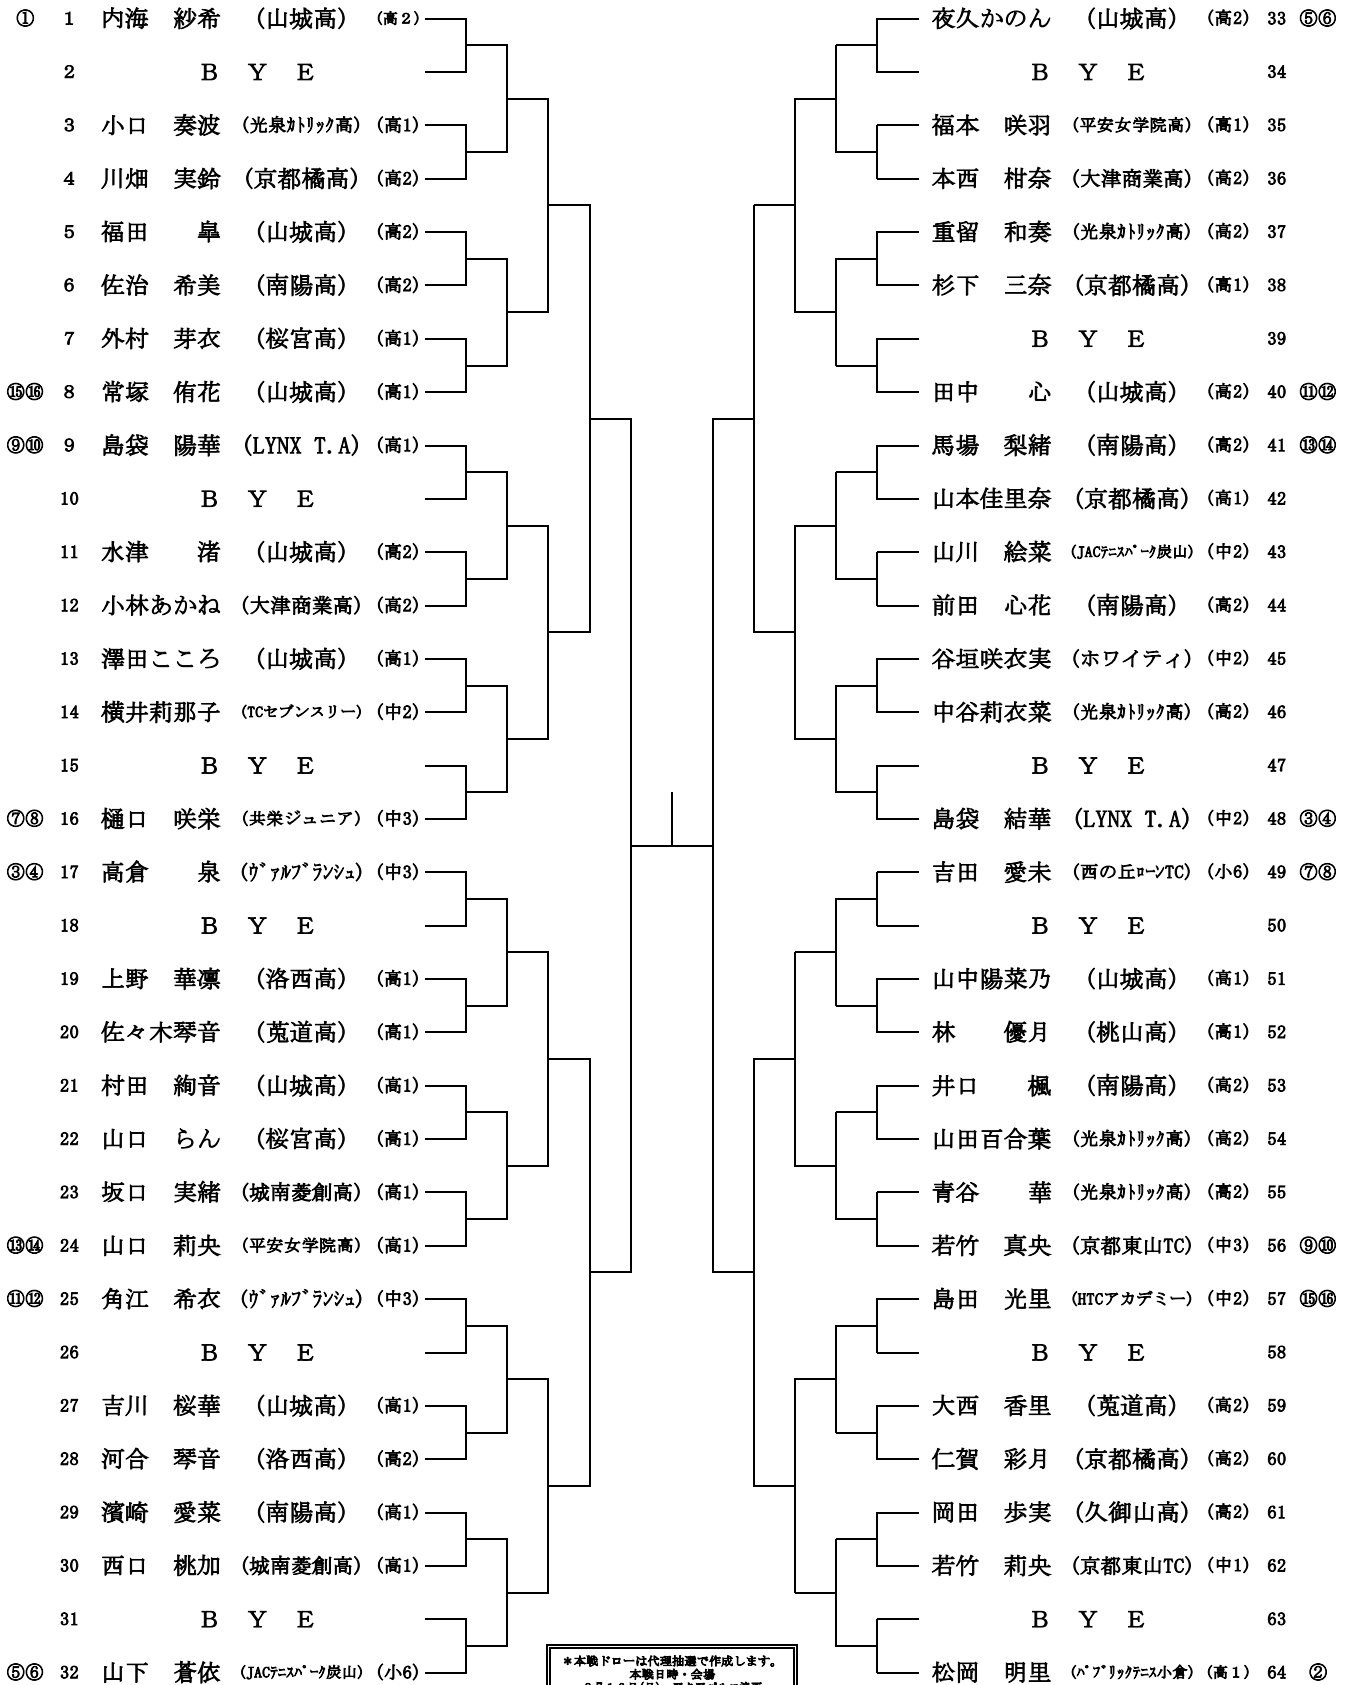 ① 1 内海 紗希 (山城高) (高2)
2 B Y E
3 小口 奏波 (光泉ｶﾄﾘｯｸ高) (高1)
4 川畑 実鈴 (京都橘高) (高2)
5 福田 皐 (山城高) (高2)
6 佐治 希美 (南陽高) (高2)
7 外村 芽衣 (桜宮高) (高1)
⑮⑯ 8 常塚 侑花 (山城高) (高1)
⑨⑩ 9 島袋 陽華 (LYNX T.A) (高1)
10 B Y E
11 水津 渚 (山城高) (高2)
12 小林あかね (大津商業高) (高2)
13 澤田こころ (山城高) (高1)
14 横井莉那子 (TCセブンスリー) (中2)
15 B Y E
⑦⑧ 16 樋口 咲栄 (共栄ジュニア) (中3)
③④ 17 高倉 泉 (ヴァルブランシュ) (中3)
18 B Y E
19 上野 華凛 (洛西高) (高1)
20 佐々木琴音 (莵道高) (高1)
21 村田 絢音 (山城高) (高1)
22 山口 らん (桜宮高) (高1)
23 坂口 実緒 (城南菱創高) (高1)
⑬⑭ 24 山口 莉央 (平安女学院高) (高1)
⑪⑫ 25 角江 希衣 (ヴァルブランシュ) (中3)
26 B Y E
27 吉川 桜華 (山城高) (高1)
28 河合 琴音 (洛西高) (高2)
29 濱崎 愛菜 (南陽高) (高1)
30 西口 桃加 (城南菱創高) (高1)
31 B Y E
⑤⑥ 32 山下 蒼依 (JACﾃﾆｽﾊﾟｰｸ炭山) (小6)
夜久かのん (山城高) (高2) 33 ⑤⑥
B Y E 34
福本 咲羽 (平安女学院高) (高1) 35
本西 柑奈 (大津商業高) (高2) 36
重留 和奏 (光泉ｶﾄﾘｯｸ高) (高2) 37
杉下 三奈 (京都橘高) (高1) 38
B Y E 39
田中 心 (山城高) (高2) 40 ⑪⑫
馬場 梨緒 (南陽高) (高2) 41 ⑬⑭
山本佳里奈 (京都橘高) (高1) 42
山川 絵菜 (JACﾃﾆｽﾊﾟｰｸ炭山) (中2) 43
前田 心花 (南陽高) (高2) 44
谷垣咲衣実 (ホワイティ) (中2) 45
中谷莉衣菜 (光泉ｶﾄﾘｯｸ高) (高2) 46
B Y E 47
島袋 結華 (LYNX T.A) (中2) 48 ③④
吉田 愛未 (西の丘ﾛｰﾝTC) (小6) 49 ⑦⑧
B Y E 50
山中陽菜乃 (山城高) (高1) 51
林 優月 (桃山高) (高1) 52
井口 楓 (南陽高) (高2) 53
山田百合葉 (光泉ｶﾄﾘｯｸ高) (高2) 54
青谷 華 (光泉ｶﾄﾘｯｸ高) (高2) 55
若竹 真央 (京都東山TC) (中3) 56 ⑨⑩
島田 光里 (HTCアカデミー) (中2) 57 ⑮⑯
B Y E 58
大西 香里 (莵道高) (高2) 59
仁賀 彩月 (京都橘高) (高2) 60
岡田 歩実 (久御山高) (高2) 61
若竹 莉央 (京都東山TC) (中1) 62
B Y E 63
松岡 明里 (ﾊﾟﾌﾞﾘｯｸﾃﾆｽ小倉) (高1) 64 ②
＊本戦ドローは代理抽選で作成します。
本戦日時・会場